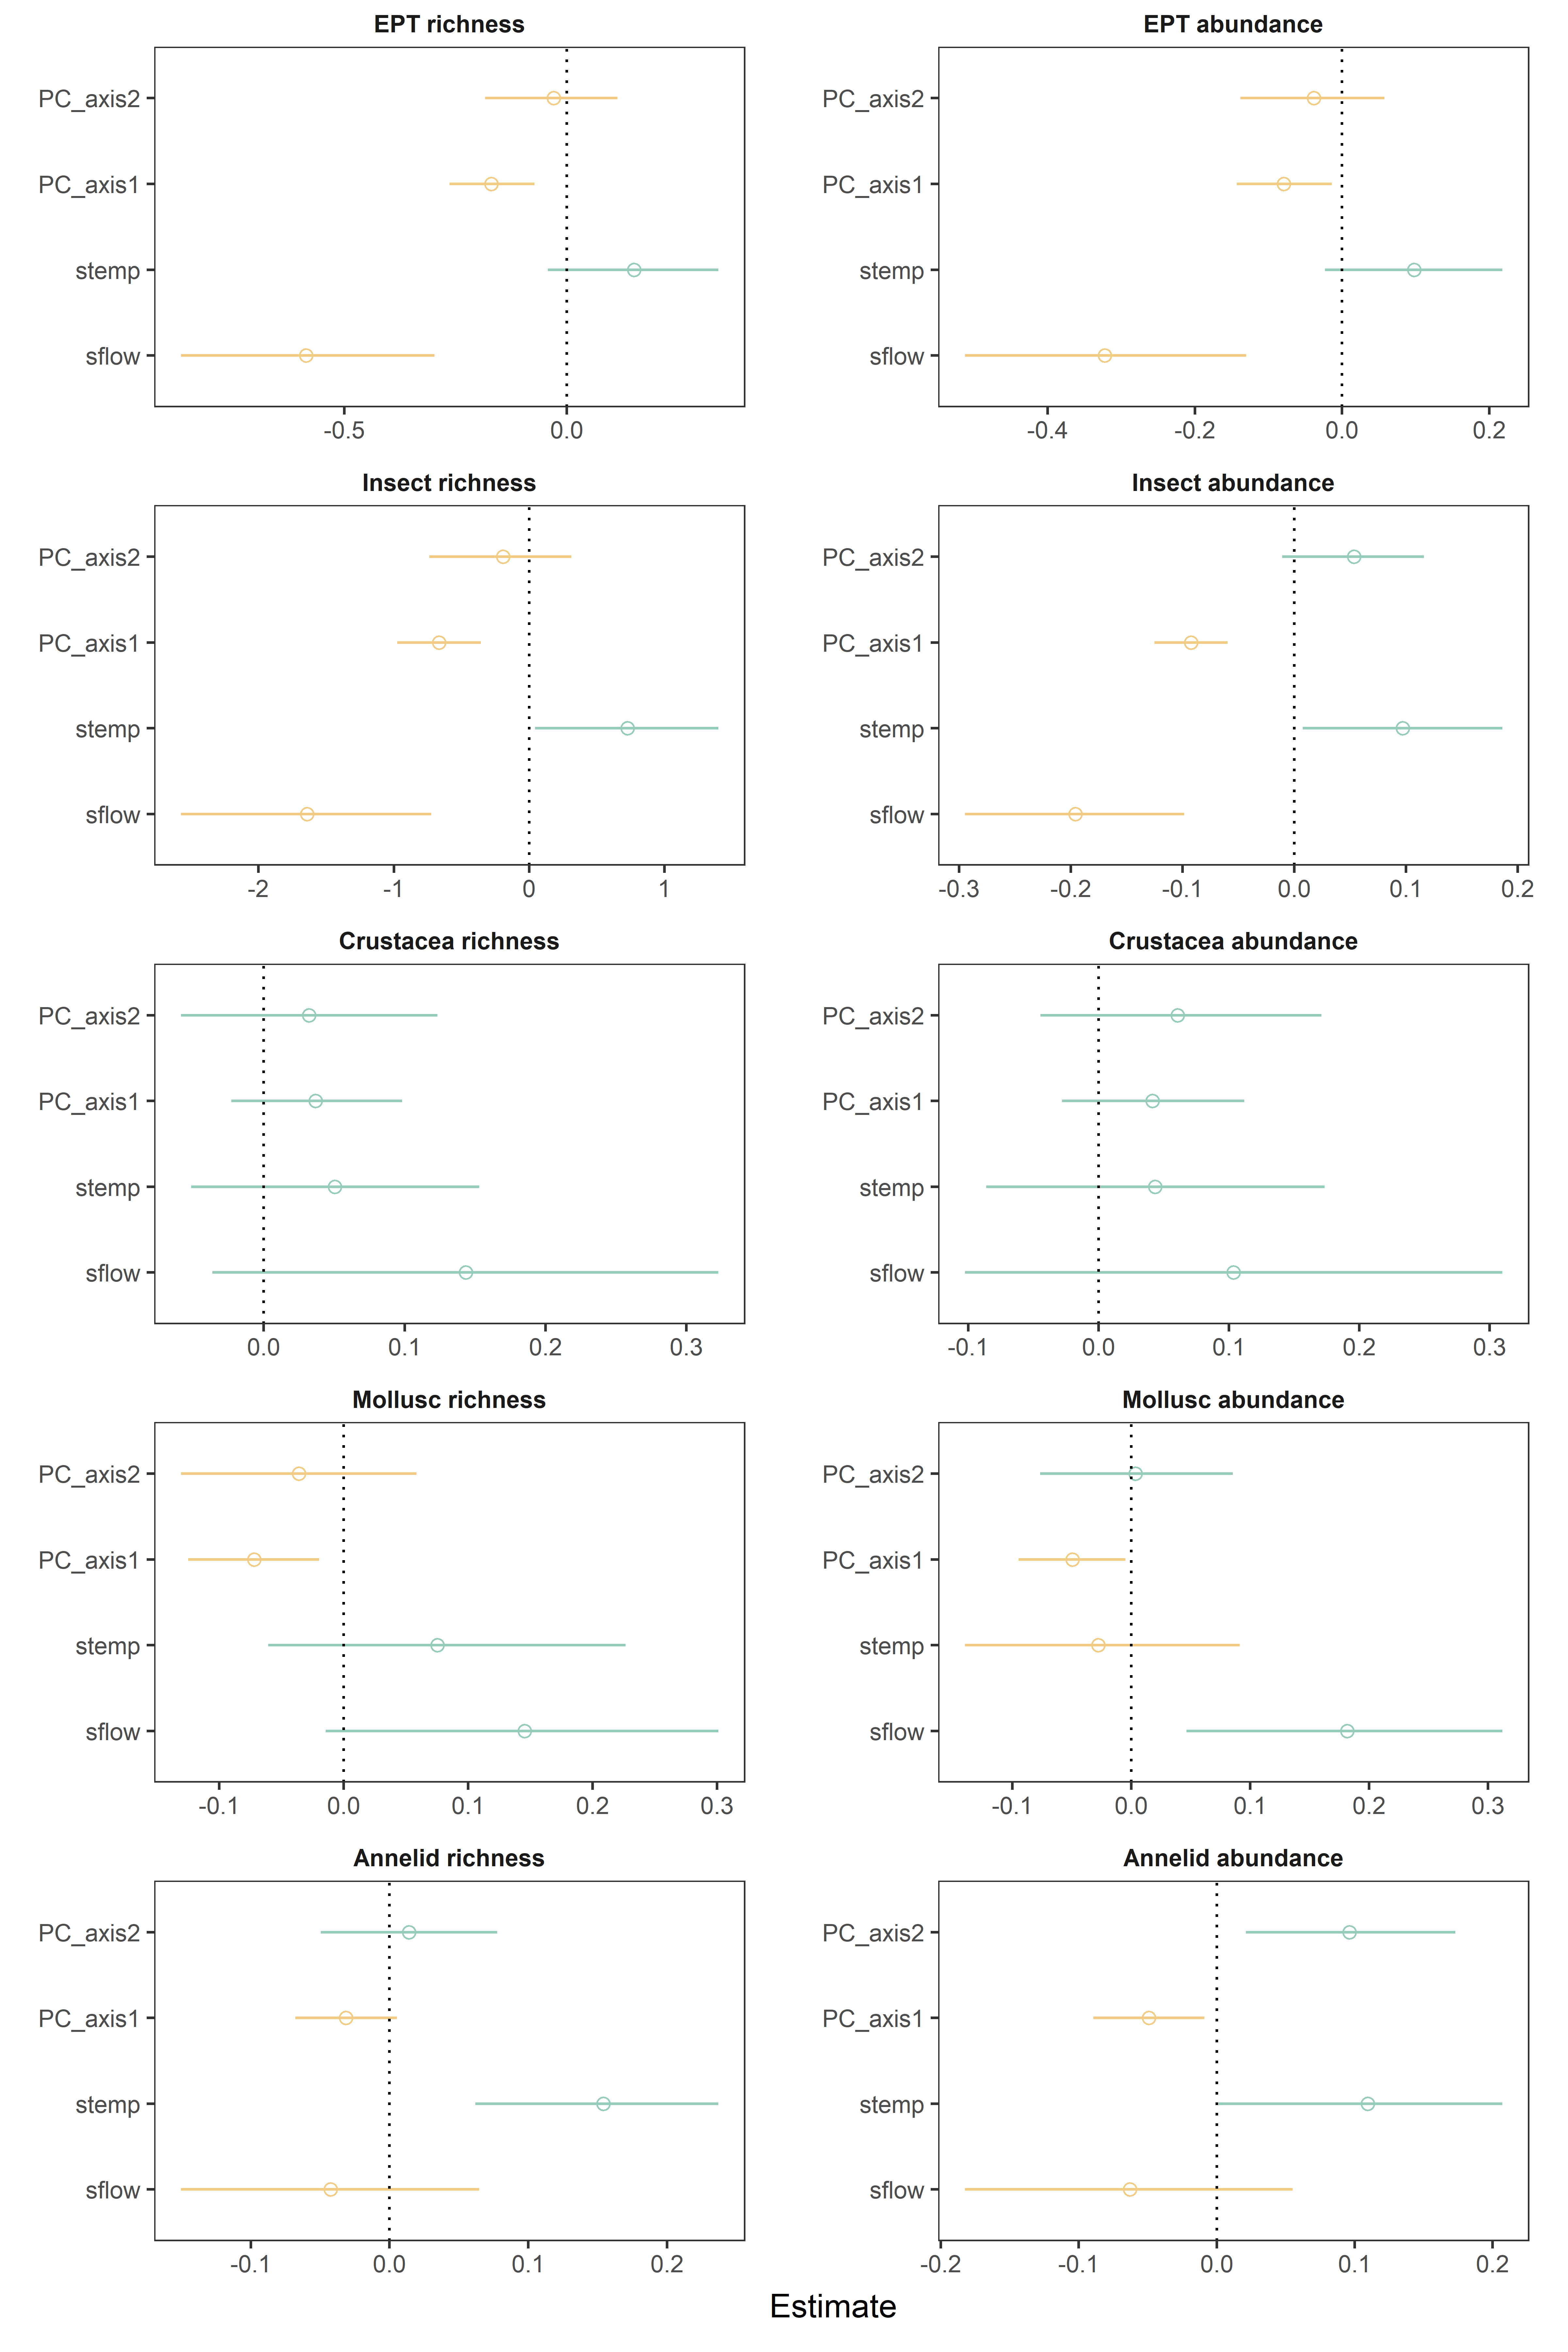 EPT richness
PC_axis2
PC_axis1
stemp
sflow
-0.5 0.0
EPT abundance
PC_axis2
PC_axis1
stemp
sflow
-0.4 -0.2 0.0 0.2
Insect richness
PC_axis2
PC_axis1
stemp
sflow
-2 -1 0 1
Insect abundance
PC_axis2
PC_axis1
stemp
sflow
-0.3 -0.2 -0.1 0.0 0.1 0.2
Crustacea richness
PC_axis2
PC_axis1
stemp
sflow
0.0 0.1 0.2 0.3
Crustacea abundance
PC_axis2
PC_axis1
stemp
sflow
-0.1 0.0 0.1 0.2 0.3
Mollusc richness
PC_axis2
PC_axis1
stemp
sflow
-0.1 0.0 0.1 0.2 0.3
Mollusc abundance
PC_axis2
PC_axis1
stemp
sflow
-0.1 0.0 0.1 0.2 0.3
Annelid richness
PC_axis2
PC_axis1
stemp
sflow
-0.1 0.0 0.1 0.2
Annelid abundance
PC_axis2
PC_axis1
stemp
sflow
-0.2 -0.1 0.0 0.1 0.2
Estimate